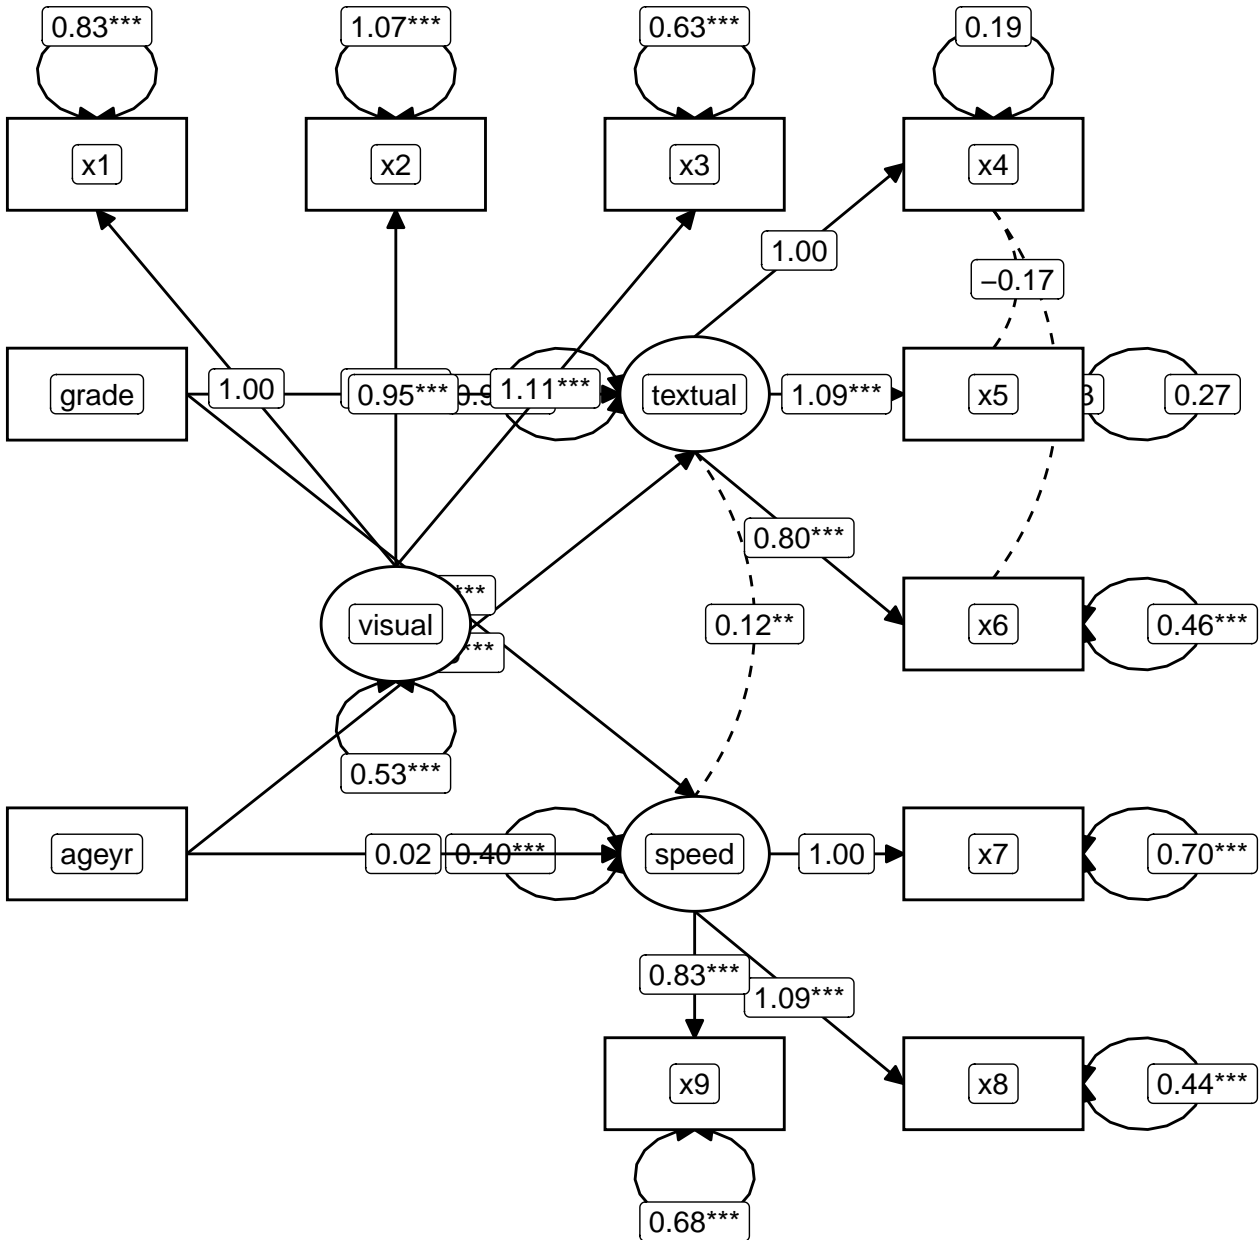 0.83*** 1.07*** 0.63*** 0.19
x1 x2 x3 x4
1.00
−0.17
grade 1.00 0.95*** 1.11*** textual 1.09*** x5 0.27
0.80***
visual 0.12** x6 0.46***
0.53***
ageyr 0.02 0.40*** speed 1.00 x7 0.70***
0.83*** 1.09***
x9 x8 0.44***
0.68***